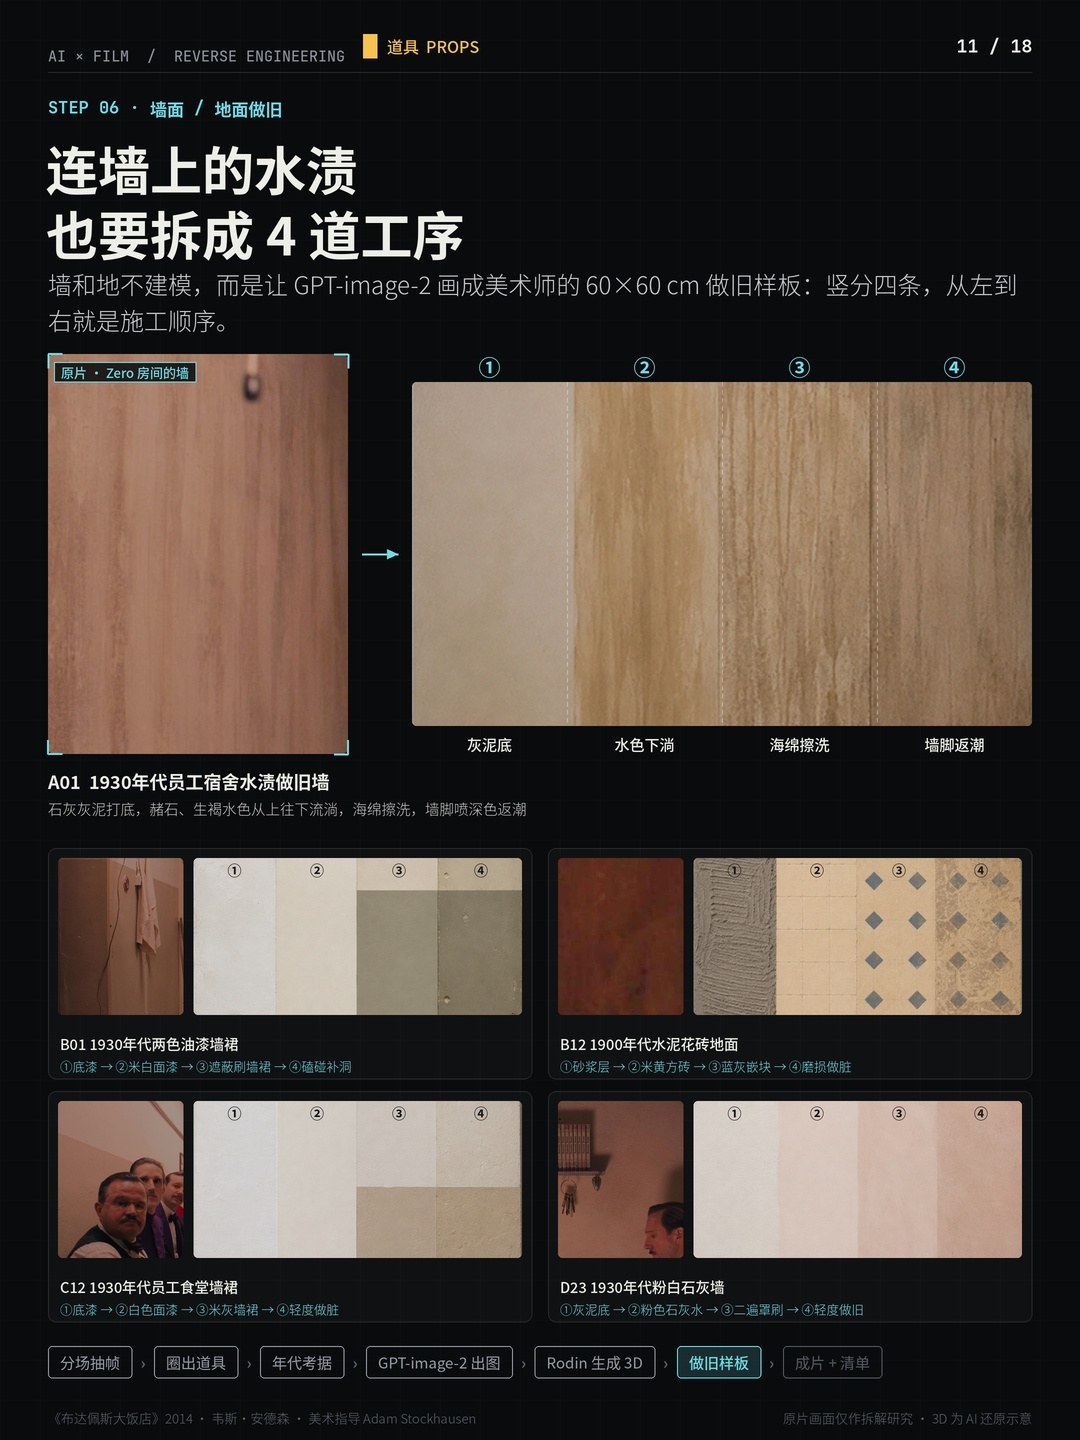 AI × FILM / REVERSE ENGINEERING 道具 PROPS 11 / 18
STEP 06 · 墙面 / 地面做旧
连墙上的水渍
也要拆成 4 道工序
墙和地不建模，而是让 GPT-image-2 画成美术师的 60×60 cm 做旧样板：竖分四条，从左到
右就是施工顺序。
原片 · Zero 房间的墙
① ② ③ ④
灰泥底 水色下淌 海绵擦洗 墙脚返潮
A01 1930年代员工宿舍水渍做旧墙
石灰灰泥打底，赭石、生褐水色从上往下流淌，海绵擦洗，墙脚喷深色返潮
① ② ③ ④
B01 1930年代两色油漆墙裙
①底漆 → ②米白面漆 → ③遮蔽刷墙裙 → ④磕碰补洞
① ② ③ ④
B12 1900年代水泥花砖地面
①砂浆层 → ②米黄方砖 → ③蓝灰嵌块 → ④磨损做脏
① ② ③ ④
C12 1930年代员工食堂墙裙
①底漆 → ②白色面漆 → ③米灰墙裙 → ④轻度做脏
① ② ③ ④
D23 1930年代粉白石灰墙
①灰泥底 → ②粉色石灰水 → ③二遍罩刷 → ④轻度做旧
分场抽帧 › 圈出道具 › 年代考据 › GPT-image-2 出图 › Rodin 生成 3D › 做旧样板 › 成片 + 清单
《布达佩斯大饭店》2014 · 韦斯·安德森 · 美术指导 Adam Stockhausen
原片画面仅作拆解研究 · 3D 为 AI 还原示意